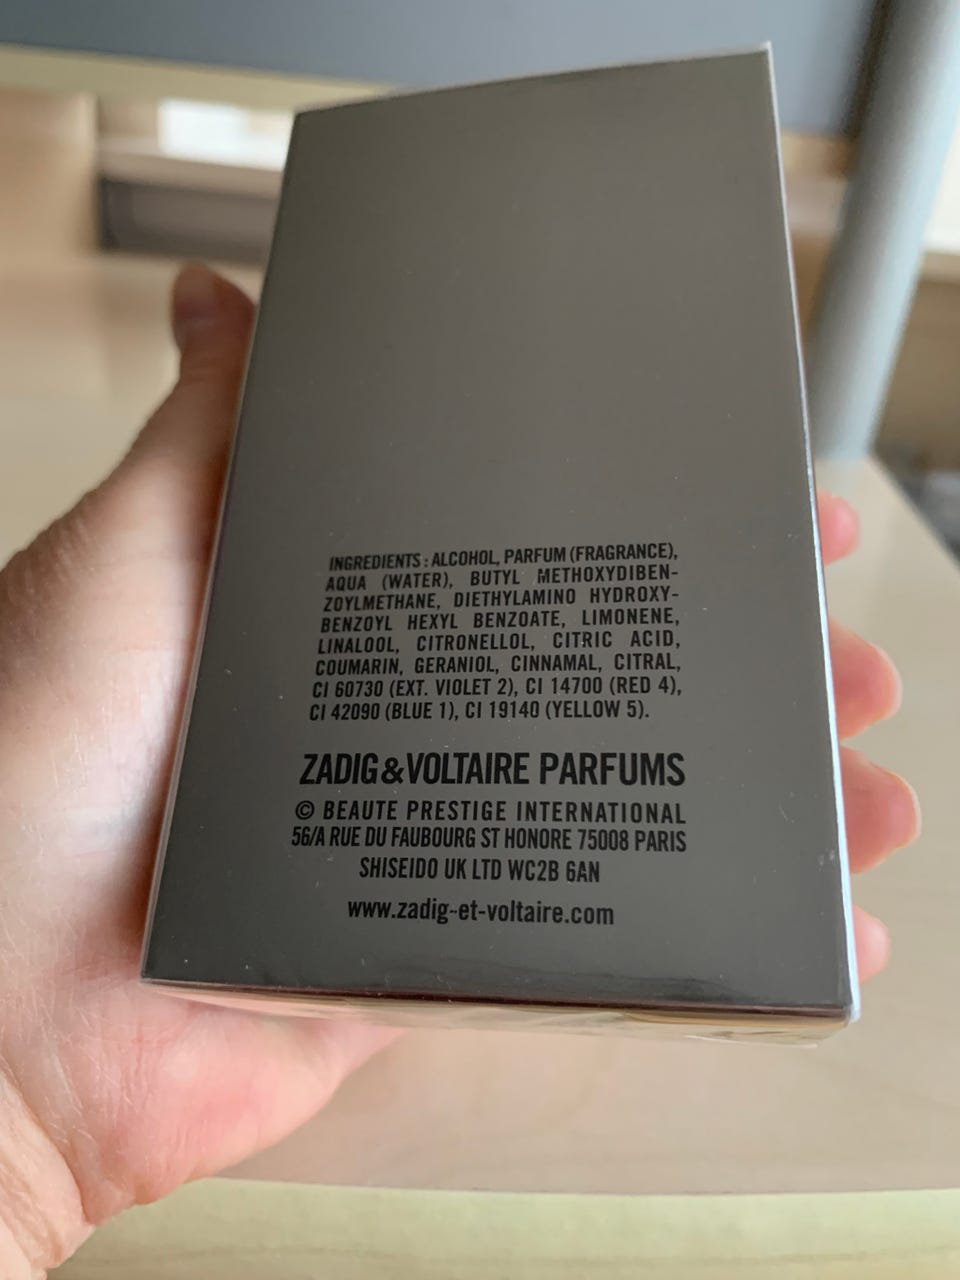 INGREDIENTS : ALCOHOL, PARFUM (FRAGRANCE),
AQUA (WATER), BUTYL METHOXYDIBEN-
ZOYLMETHANE, DIETHYLAMINO HYDROXY-
BENZOYL HEXYL BENZOATE, LIMONENE,
LINALOOL, CITRONELLOL, CITRIC ACID,
COUMARIN, GERANIOL, CINNAMAL, CITRAL,
CI 60730 (EXT. VIOLET 2), CI 14700 (RED 4),
CI 42090 (BLUE 1), CI 19140 (YELLOW 5).
ZADIG&VOLTAIRE PARFUMS
© BEAUTE PRESTIGE INTERNATIONAL
56/A RUE DU FAUBOURG ST HONORE 75008 PARIS
SHISEIDO UK LTD WC2B 6AN
www.zadig-et-voltaire.com